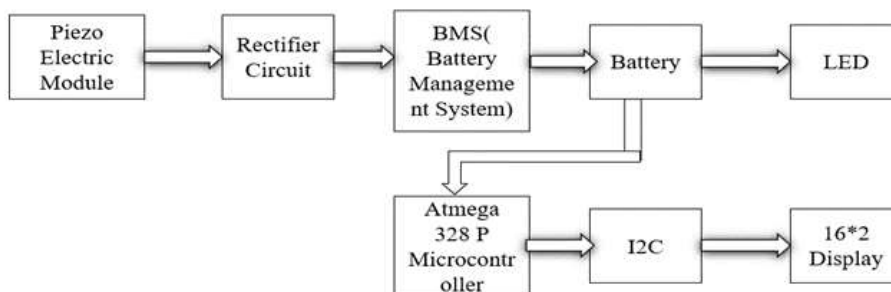 Piezo
Electric
Module
Rectifier
Circuit
BMS(
Battery
Manageme
nt System)
Battery
LED
Atmega
328 P
Microcontr
oller
I2C
16*2
Display